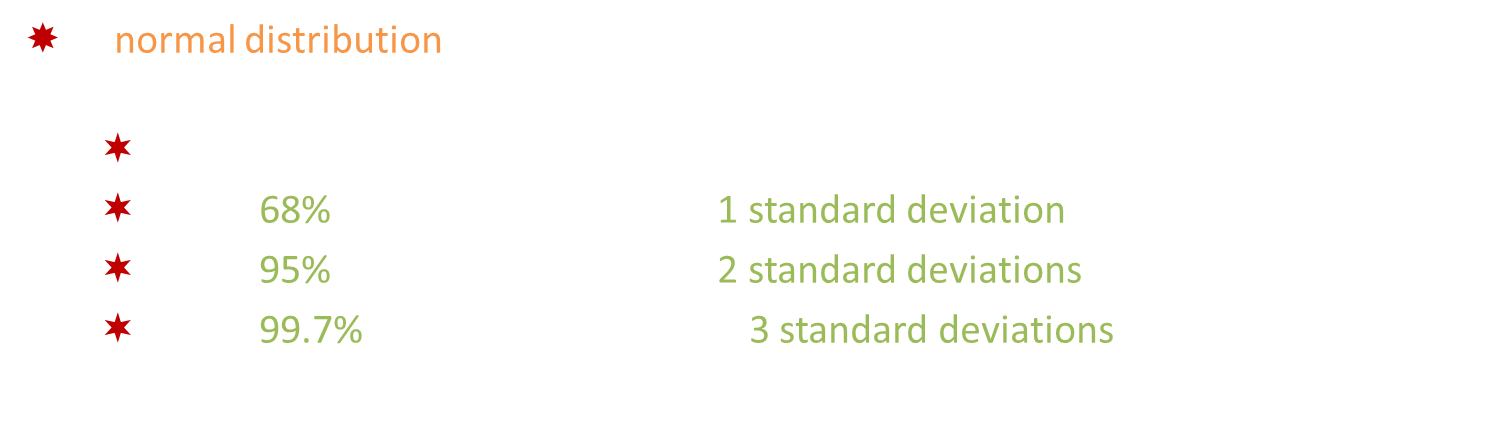 normal distribution
68% 1 standard deviation
95% 2 standard deviations
99.7% 3 standard deviations